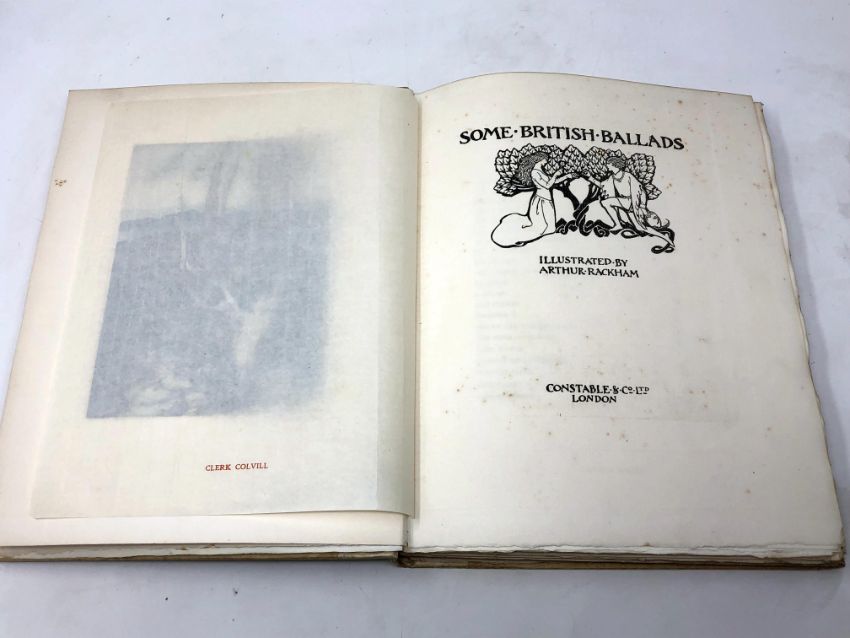 CLERK COLVILL
SOME·BRITISH·BALLADS
ILLUSTRATED·BY
ARTHUR·RACKHAM
CONSTABLE·&·Co·LTD
LONDON